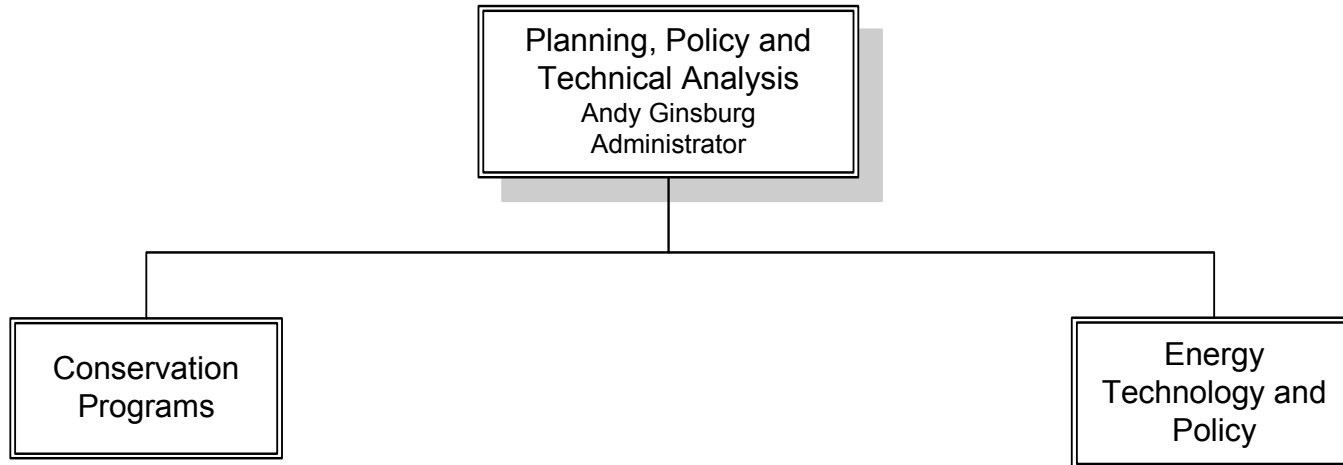 Planning, Policy and
Technical Analysis
Andy Ginsburg
Administrator
Conservation
Programs
Energy
Technology and
Policy